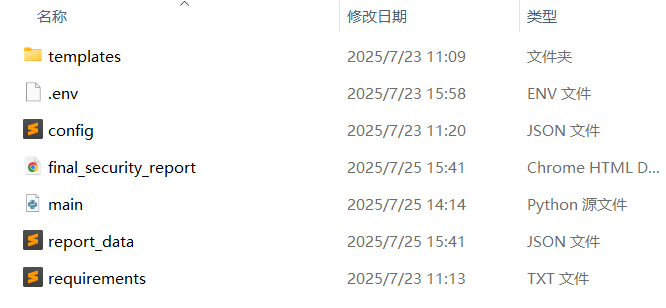 名称 修改日期 类型
templates 2025/7/23 11:09 文件夹
.env 2025/7/23 15:58 ENV 文件
config 2025/7/23 11:20 JSON 文件
final_security_report 2025/7/25 15:41 Chrome HTML D...
main 2025/7/25 14:14 Python 源文件
report_data 2025/7/25 15:41 JSON 文件
requirements 2025/7/23 11:13 TXT 文件